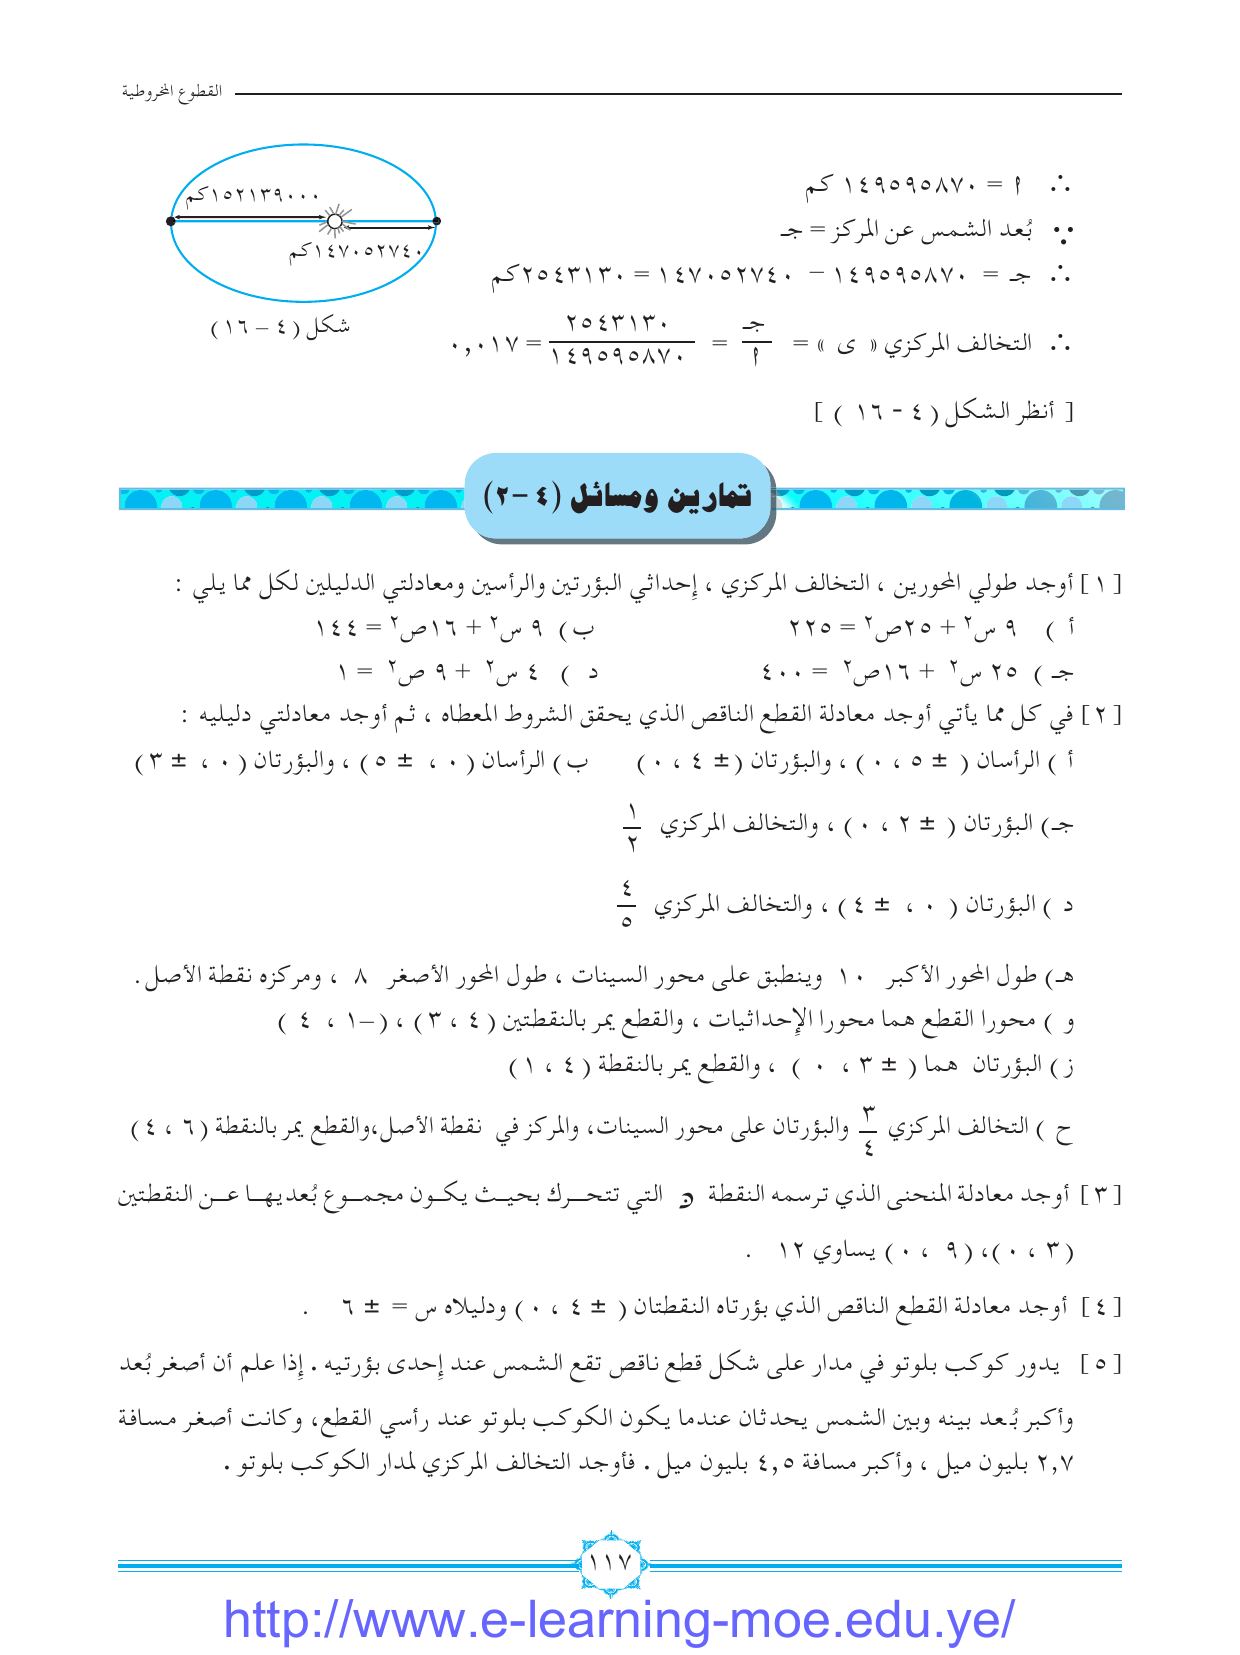 القطوع المخروطية
∴ ا = ١٤٩٥٩٥٨٧٠ كم
∵ بُعد الشمس عن المركز = جـ
∴ جـ = ١٤٩٥٩٥٨٧٠ − ١٤٧٠٥٢٧٤٠ = ٢٥٤٣١٣٠كم
∴ التخالف المركزي « ى » = جـ/ا = ٢٥٤٣١٣٠/١٤٩٥٩٥٨٧٠ = ٠,٠١٧
[ أنظر الشكل ( ٤ - ١٦ ) ]
١٥٢١٣٩٠٠٠كم
١٤٧٠٥٢٧٤٠كم
شكل ( ٤ – ١٦ )
تمارين ومسائل (٤ -٢)
[ ١ ] أوجد طولي المحورين ، التخالف المركزي ، إحداثي البؤرتين والرأسين ومعادلتي الدليلين لكل مما يلي :
أ ) ٩ س٢ + ٢٥ص٢ = ٢٢٥ ب) ٩ س٢ + ١٦ص٢ = ١٤٤
جـ ) ٢٥ س٢ + ١٦ص٢ = ٤٠٠ د ) ٤ س٢ + ٩ ص٢ = ١
[ ٢ ] في كل مما يأتي أوجد معادلة القطع الناقص الذي يحقق الشروط المعطاه ، ثم أوجد معادلتي دليليه :
أ ) الرأسان ( ± ٥ ، ٠ ) ، والبؤرتان (± ٤ ، ٠ ) ب ) الرأسان ( ٠ ، ± ٥ ) ، والبؤرتان ( ٠ ، ± ٣ )
جـ) البؤرتان ( ± ٢ ، ٠ ) ، والتخالف المركزي ١/٢
د ) البؤرتان ( ٠ ، ± ٤ ) ، والتخالف المركزي ٤/٥
هـ) طول المحور الأكبر ١٠ وينطبق على محور السينات ، طول المحور الأصغر ٨ ، ومركزه نقطة الأصل .
و ) محورا القطع هما محورا الإحداثيات ، والقطع يمر بالنقطتين ( ٤ ، ٣ ) ، (–١ ، ٤ )
ز ) البؤرتان هما ( ± ٣ ، ٠ ) ، والقطع يمر بالنقطة ( ٤ ، ١ )
ح ) التخالف المركزي ٣/٤ والبؤرتان على محور السينات، والمركز في نقطة الأصل،والقطع يمر بالنقطة ( ٦ ، ٤ )
[ ٣ ] أوجد معادلة المنحنى الذي ترسمه النقطة و التي تتحـرك بحيـث يكـون مجمـوع بُعديـهـا عـن النقطتين
( ٣ ، ٠ )، ( ٩ ، ٠ ) يساوي ١٢ .
[ ٤ ] أوجد معادلة القطع الناقص الذي بؤرتاه النقطتان ( ± ٤ ، ٠ ) ودليلاه س = ± ٦ .
[ ٥ ] يدور كوكب بلوتو في مدار على شكل قطع ناقص تقع الشمس عند إحدى بؤرتيه . إذا علم أن أصغر بُعد
وأكبر بُعد بينه وبين الشمس يحدثان عندما يكون الكوكب بلوتو عند رأسي القطع، وكانت أصغر مسافة
٢,٧ بليون ميل ، وأكبر مسافة ٤,٥ بليون ميل . فأوجد التخالف المركزي لمدار الكوكب بلوتو .
١١٧
http://www.e-learning-moe.edu.ye/